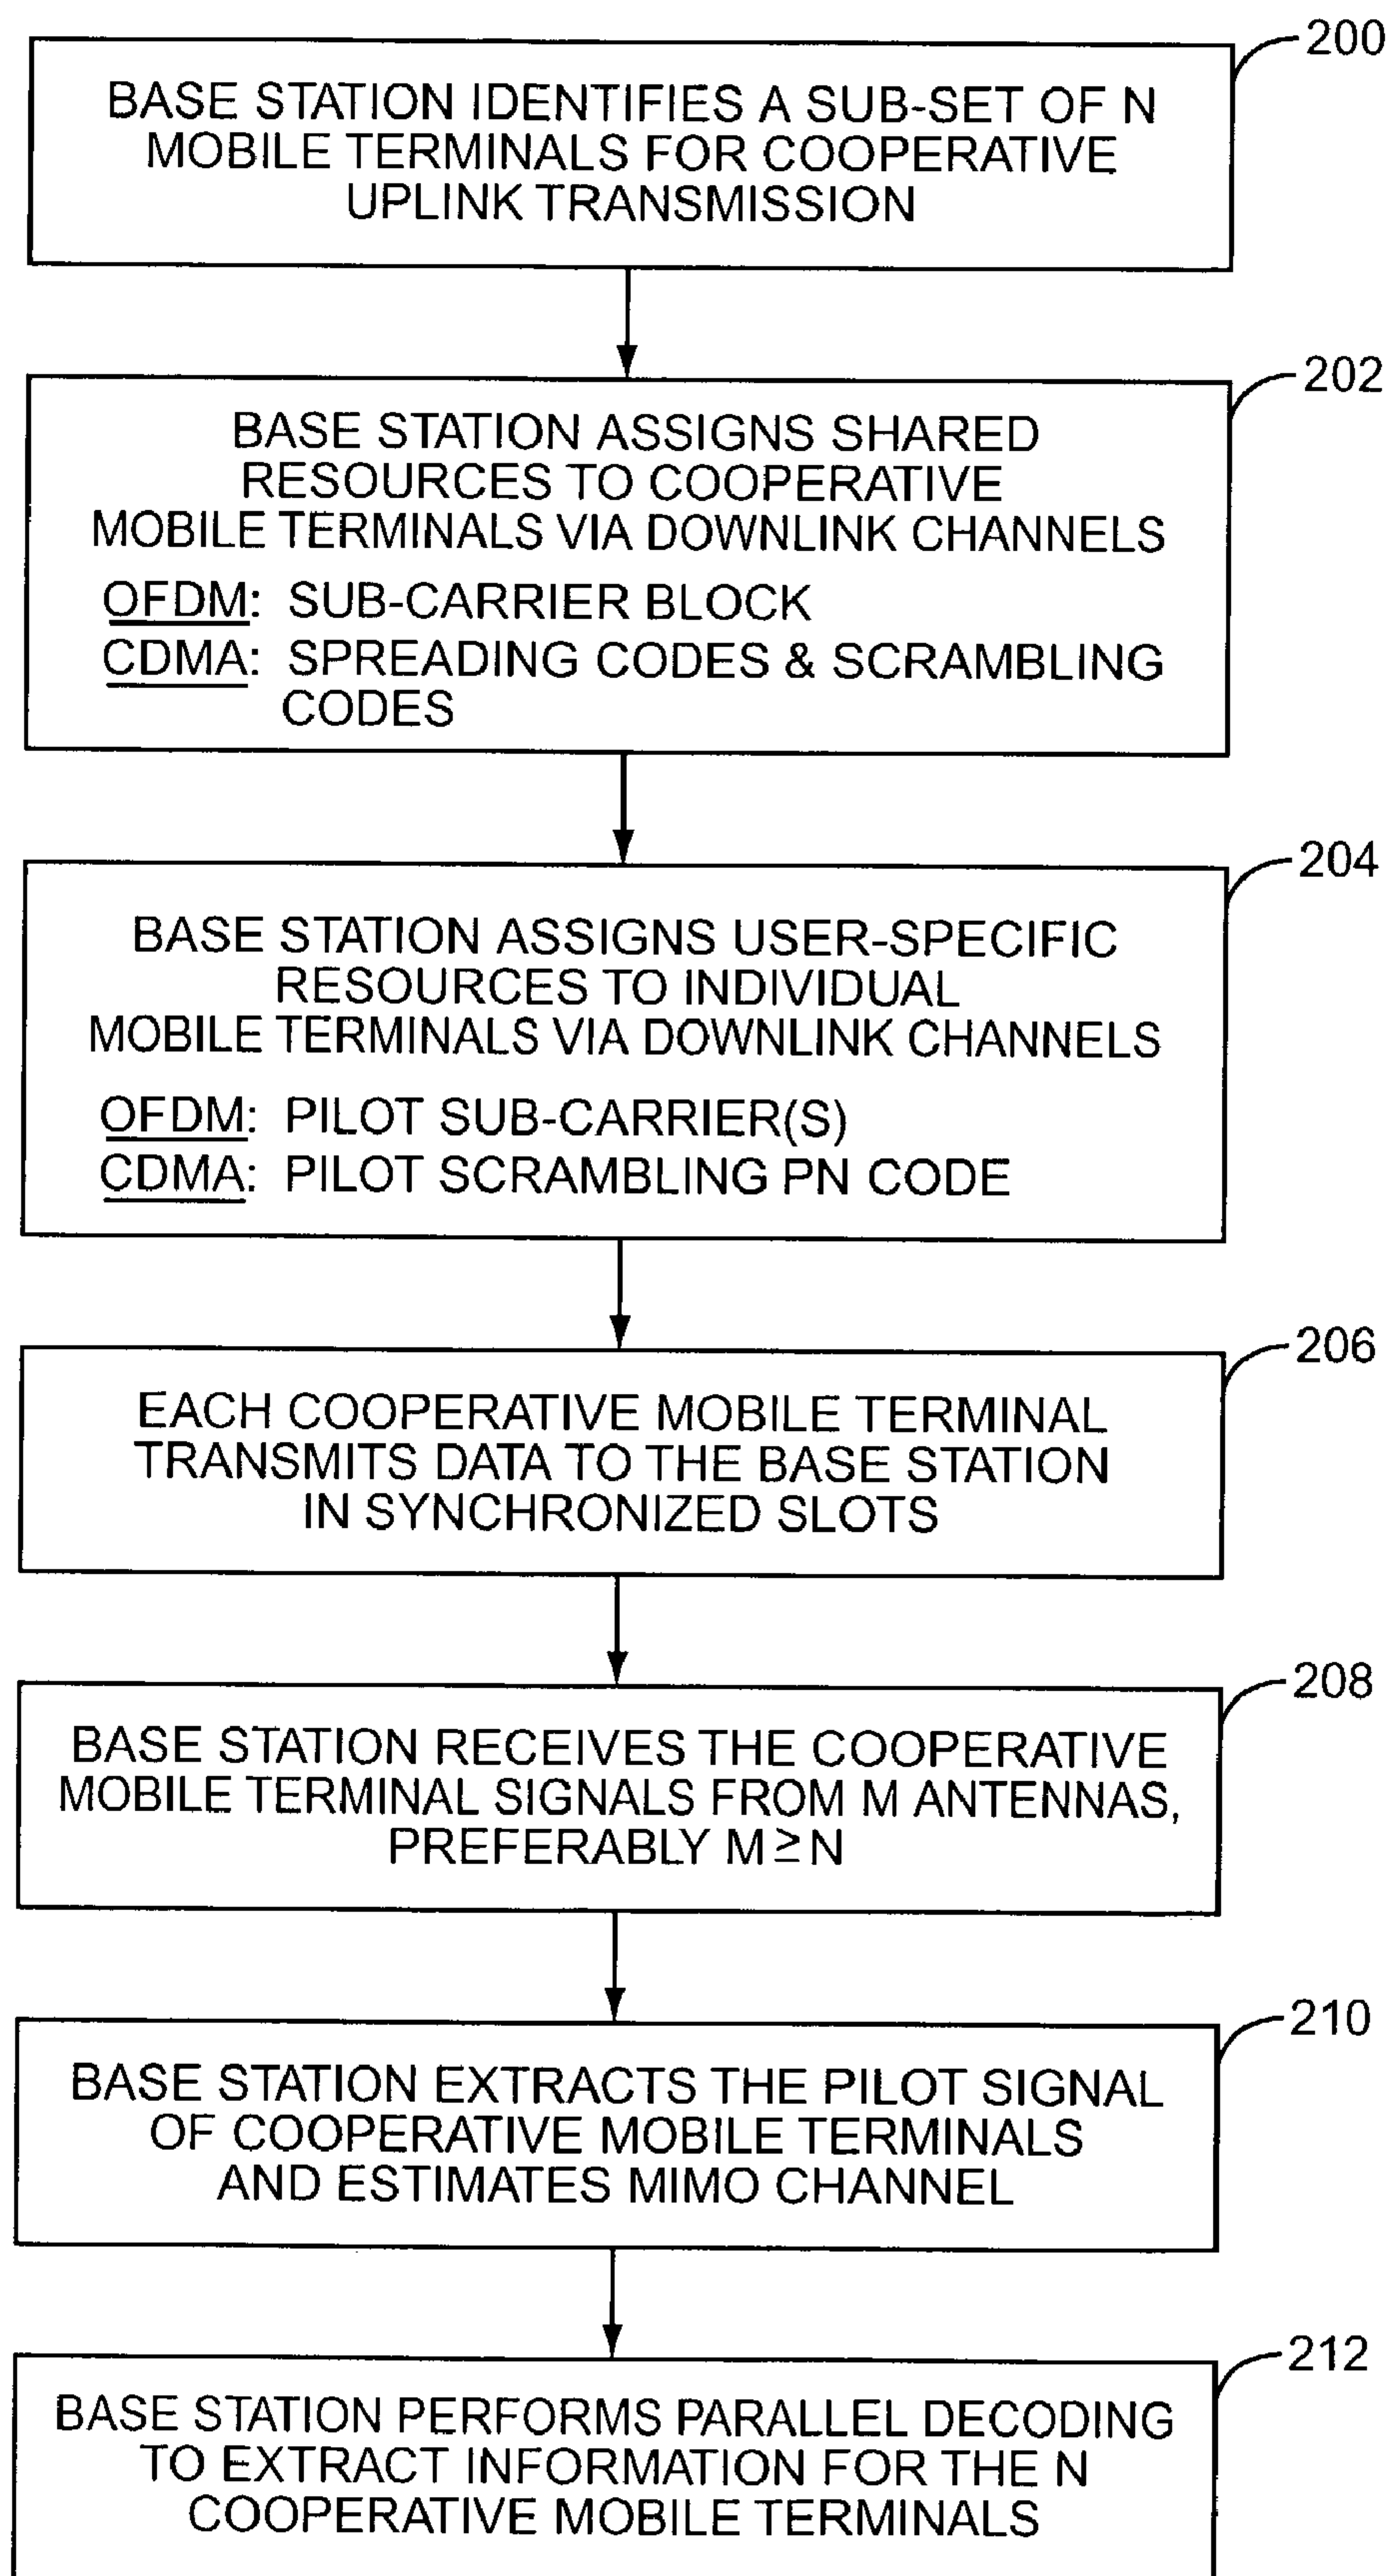 200
BASE STATION IDENTIFIES A SUB-SET OF N
MOBILE TERMINALS FOR COOPERATIVE
UPLINK TRANSMISSION
202
BASE STATION ASSIGNS SHARED
RESOURCES TO COOPERATIVE
MOBILE TERMINALS VIA DOWNLINK CHANNELS
OFDM: SUB-CARRIER BLOCK
CDMA: SPREADING CODES & SCRAMBLING
CODES
204
BASE STATION ASSIGNS USER-SPECIFIC
RESOURCES TO INDIVIDUAL
MOBILE TERMINALS VIA DOWNLINK CHANNELS
OFDM: PILOT SUB-CARRIER(S)
CDMA: PILOT SCRAMBLING PN CODE
206
EACH COOPERATIVE MOBILE TERMINAL
TRANSMITS DATA TO THE BASE STATION
IN SYNCHRONIZED SLOTS
208
BASE STATION RECEIVES THE COOPERATIVE
MOBILE TERMINAL SIGNALS FROM M ANTENNAS,
PREFERABLY M ≥ N
210
BASE STATION EXTRACTS THE PILOT SIGNAL
OF COOPERATIVE MOBILE TERMINALS
AND ESTIMATES MIMO CHANNEL
212
BASE STATION PERFORMS PARALLEL DECODING
TO EXTRACT INFORMATION FOR THE N
COOPERATIVE MOBILE TERMINALS